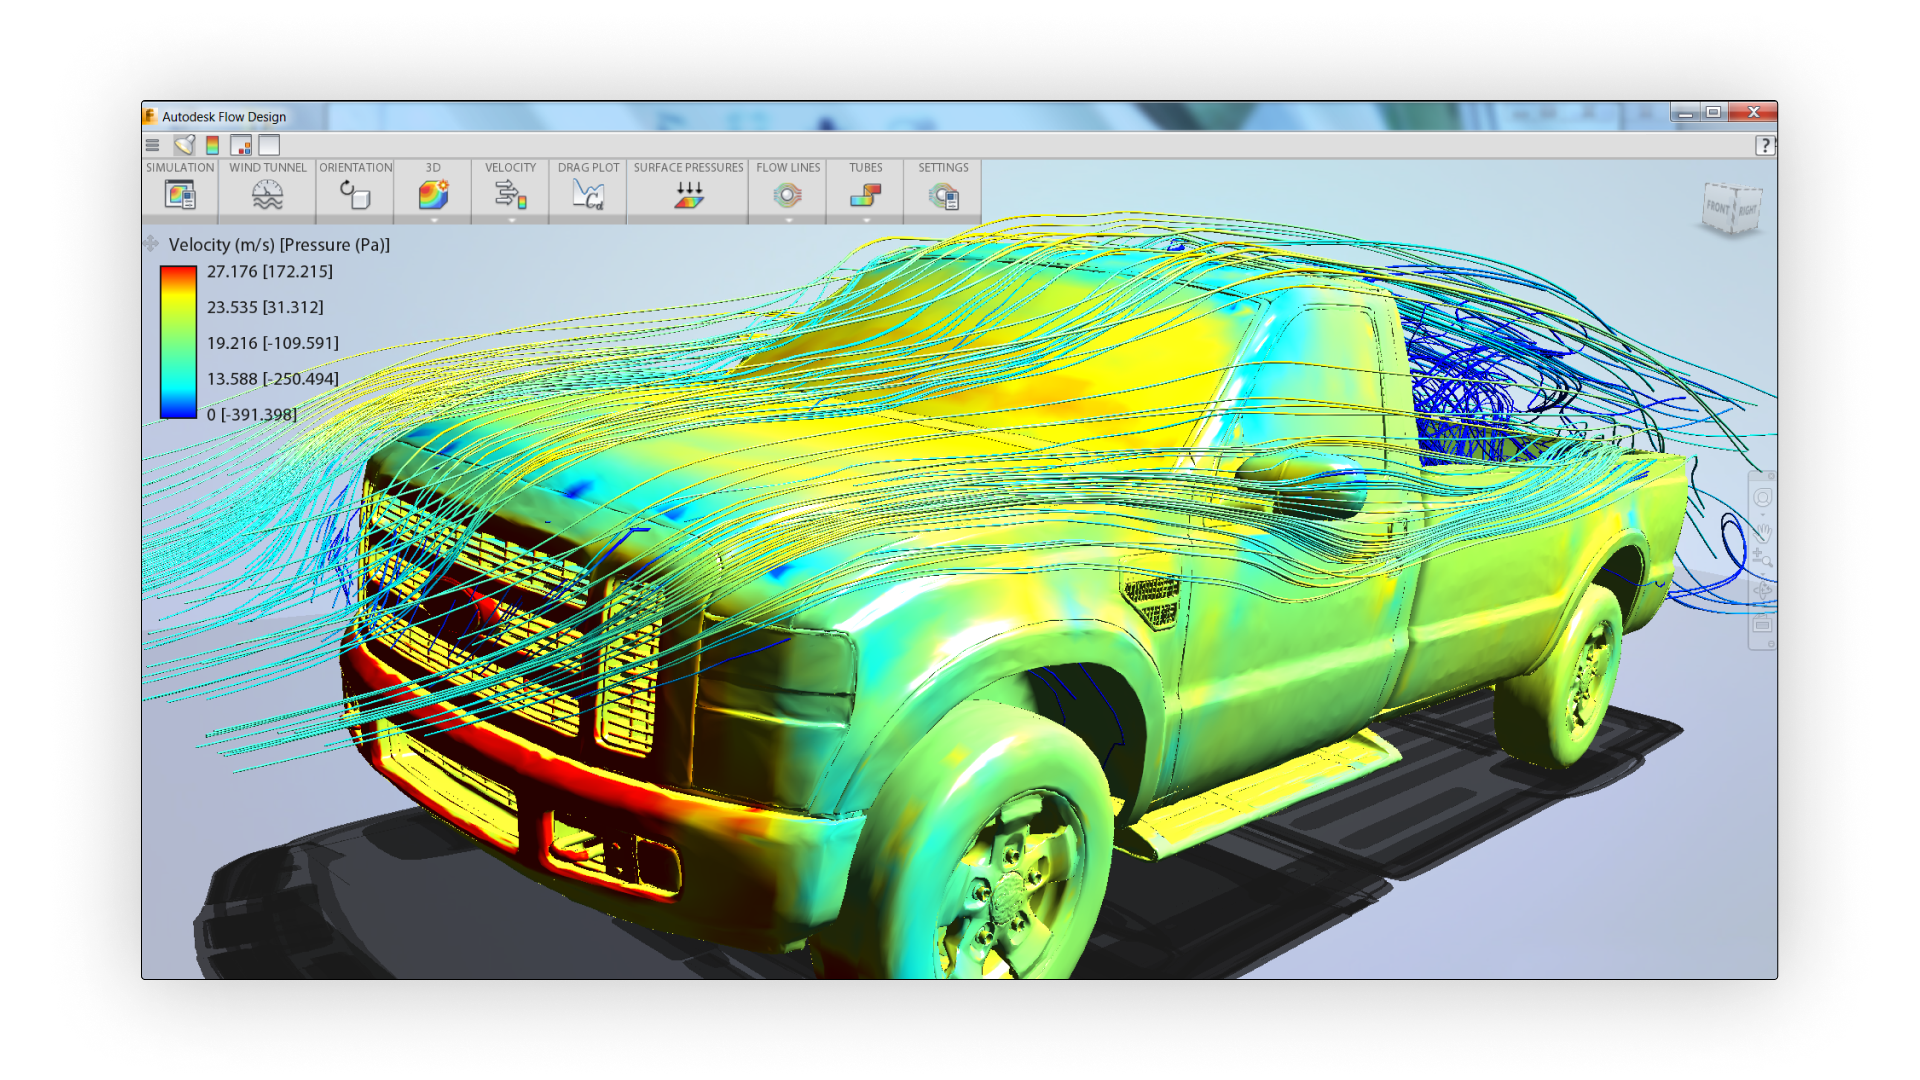 Autodesk Flow Design
?
SIMULATION WIND TUNNEL ORIENTATION 3D VELOCITY DRAG PLOT SURFACE PRESSURES FLOW LINES TUBES SETTINGS
Cd
Velocity (m/s) [Pressure (Pa)]
27.176 [172.215]
23.535 [31.312]
19.216 [-109.591]
13.588 [-250.494]
0 [-391.398]
FRONT RIGHT